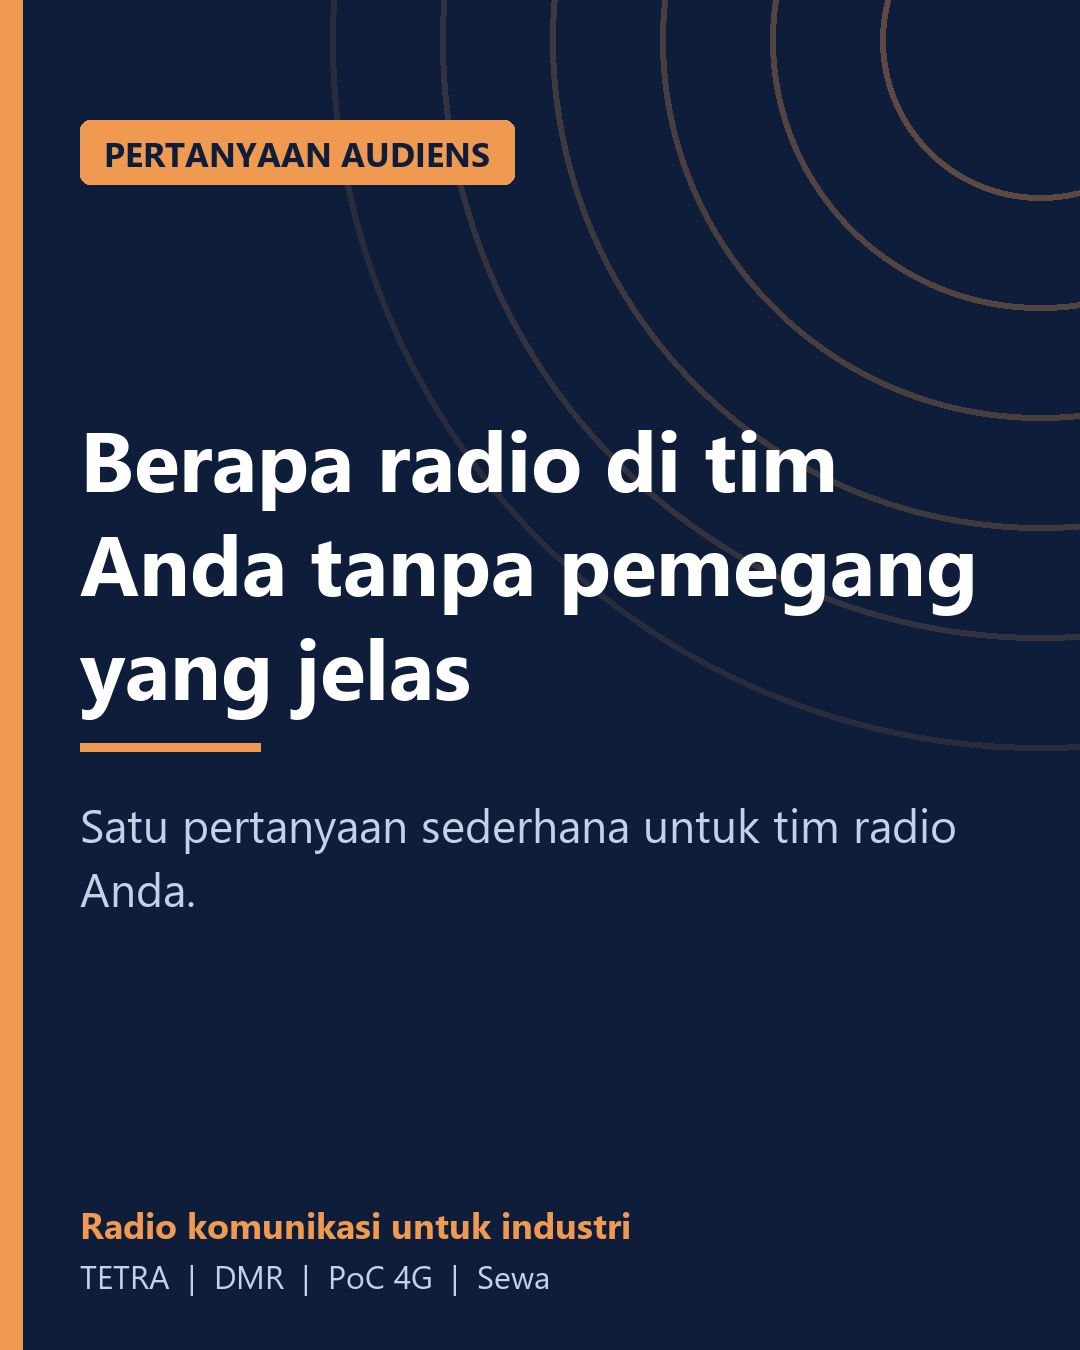 PERTANYAAN AUDIENS
Berapa radio di tim
Anda tanpa pemegang
yang jelas
Satu pertanyaan sederhana untuk tim radio
Anda.
Radio komunikasi untuk industri
TETRA | DMR | PoC 4G | Sewa